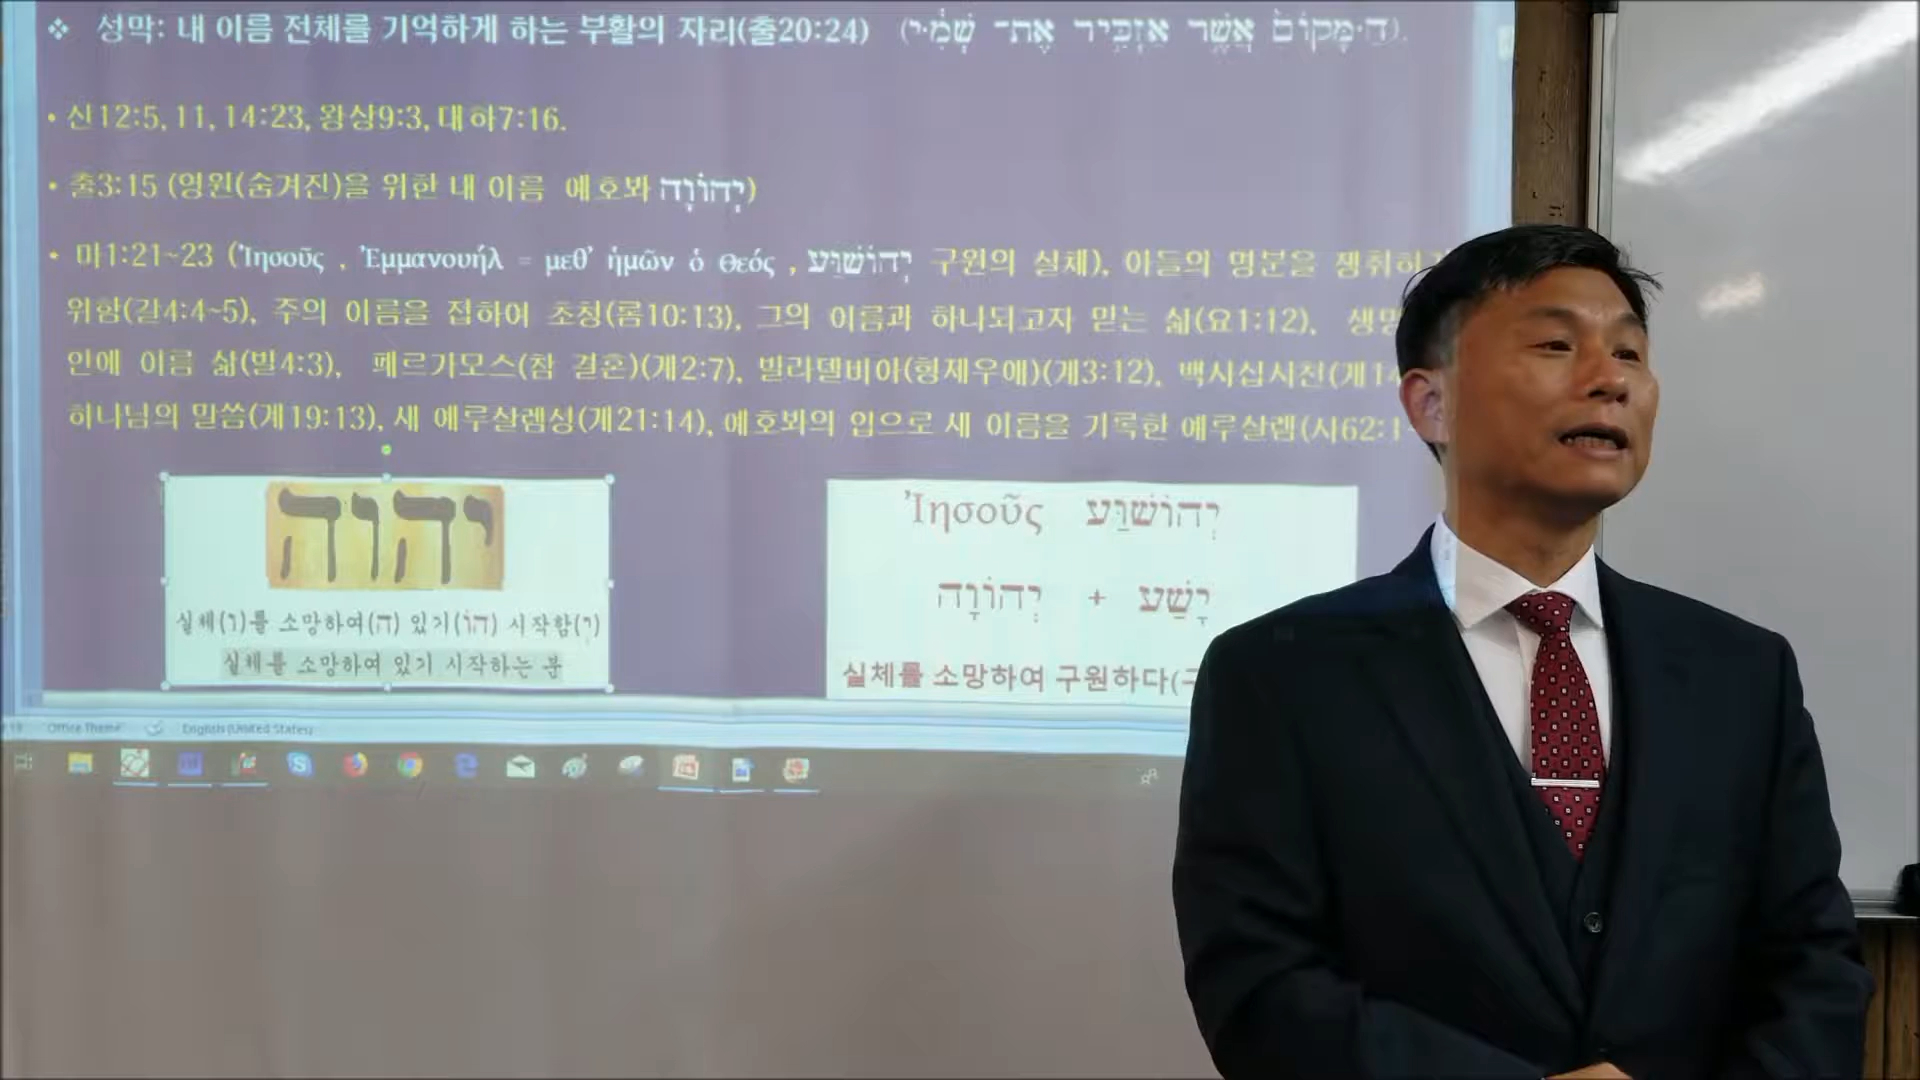 ❖ 성막: 내 이름 전체를 기억하게 하는 부활의 자리(출20:24) (הַ·מָּקוֹם֙ אֲשֶׁ֣ר אַזְכִּ֣יר אֶת־ שְׁמִ֔·י).
• 신12:5, 11, 14:23, 왕상9:3, 대하7:16.
• 출3:15 (영원(숨겨진)을 위한 내 이름 예호봐 יְהוֹוָה)
• 마1:21~23 (Ἰησοῦς , Ἐμμανουήλ = μεθ’ ἡμῶν ὁ θεός , יְהוֹשׁוּעַ 구원의 실체), 아들의 명분을 쟁취하기
위함(갈4:4~5), 주의 이름을 접하여 초청(롬10:13), 그의 이름과 하나되고자 믿는 삶(요1:12),
인에 이름 삶(빌4:3), 페르가모스(참 결혼)(계2:7), 빌라델비아(형제우애)(계3:12), 백사십사천(계14
하나님의 말씀(계19:13), 새 예루살렘성(계21:14), 예호봐의 입으로 새 이름을 기록한 예루살렘(사62:1
יהוה
실체(ו)를 소망하여(ה) 있기(הו) 시작함(י)
실체를 소망하여 있기 시작하는 분
Ἰησοῦς יְהוֹשׁוּעַ
יְהוֹוָה + יָשַׁע
실체를 소망하여 구원하다(구
Office Theme English (United States)